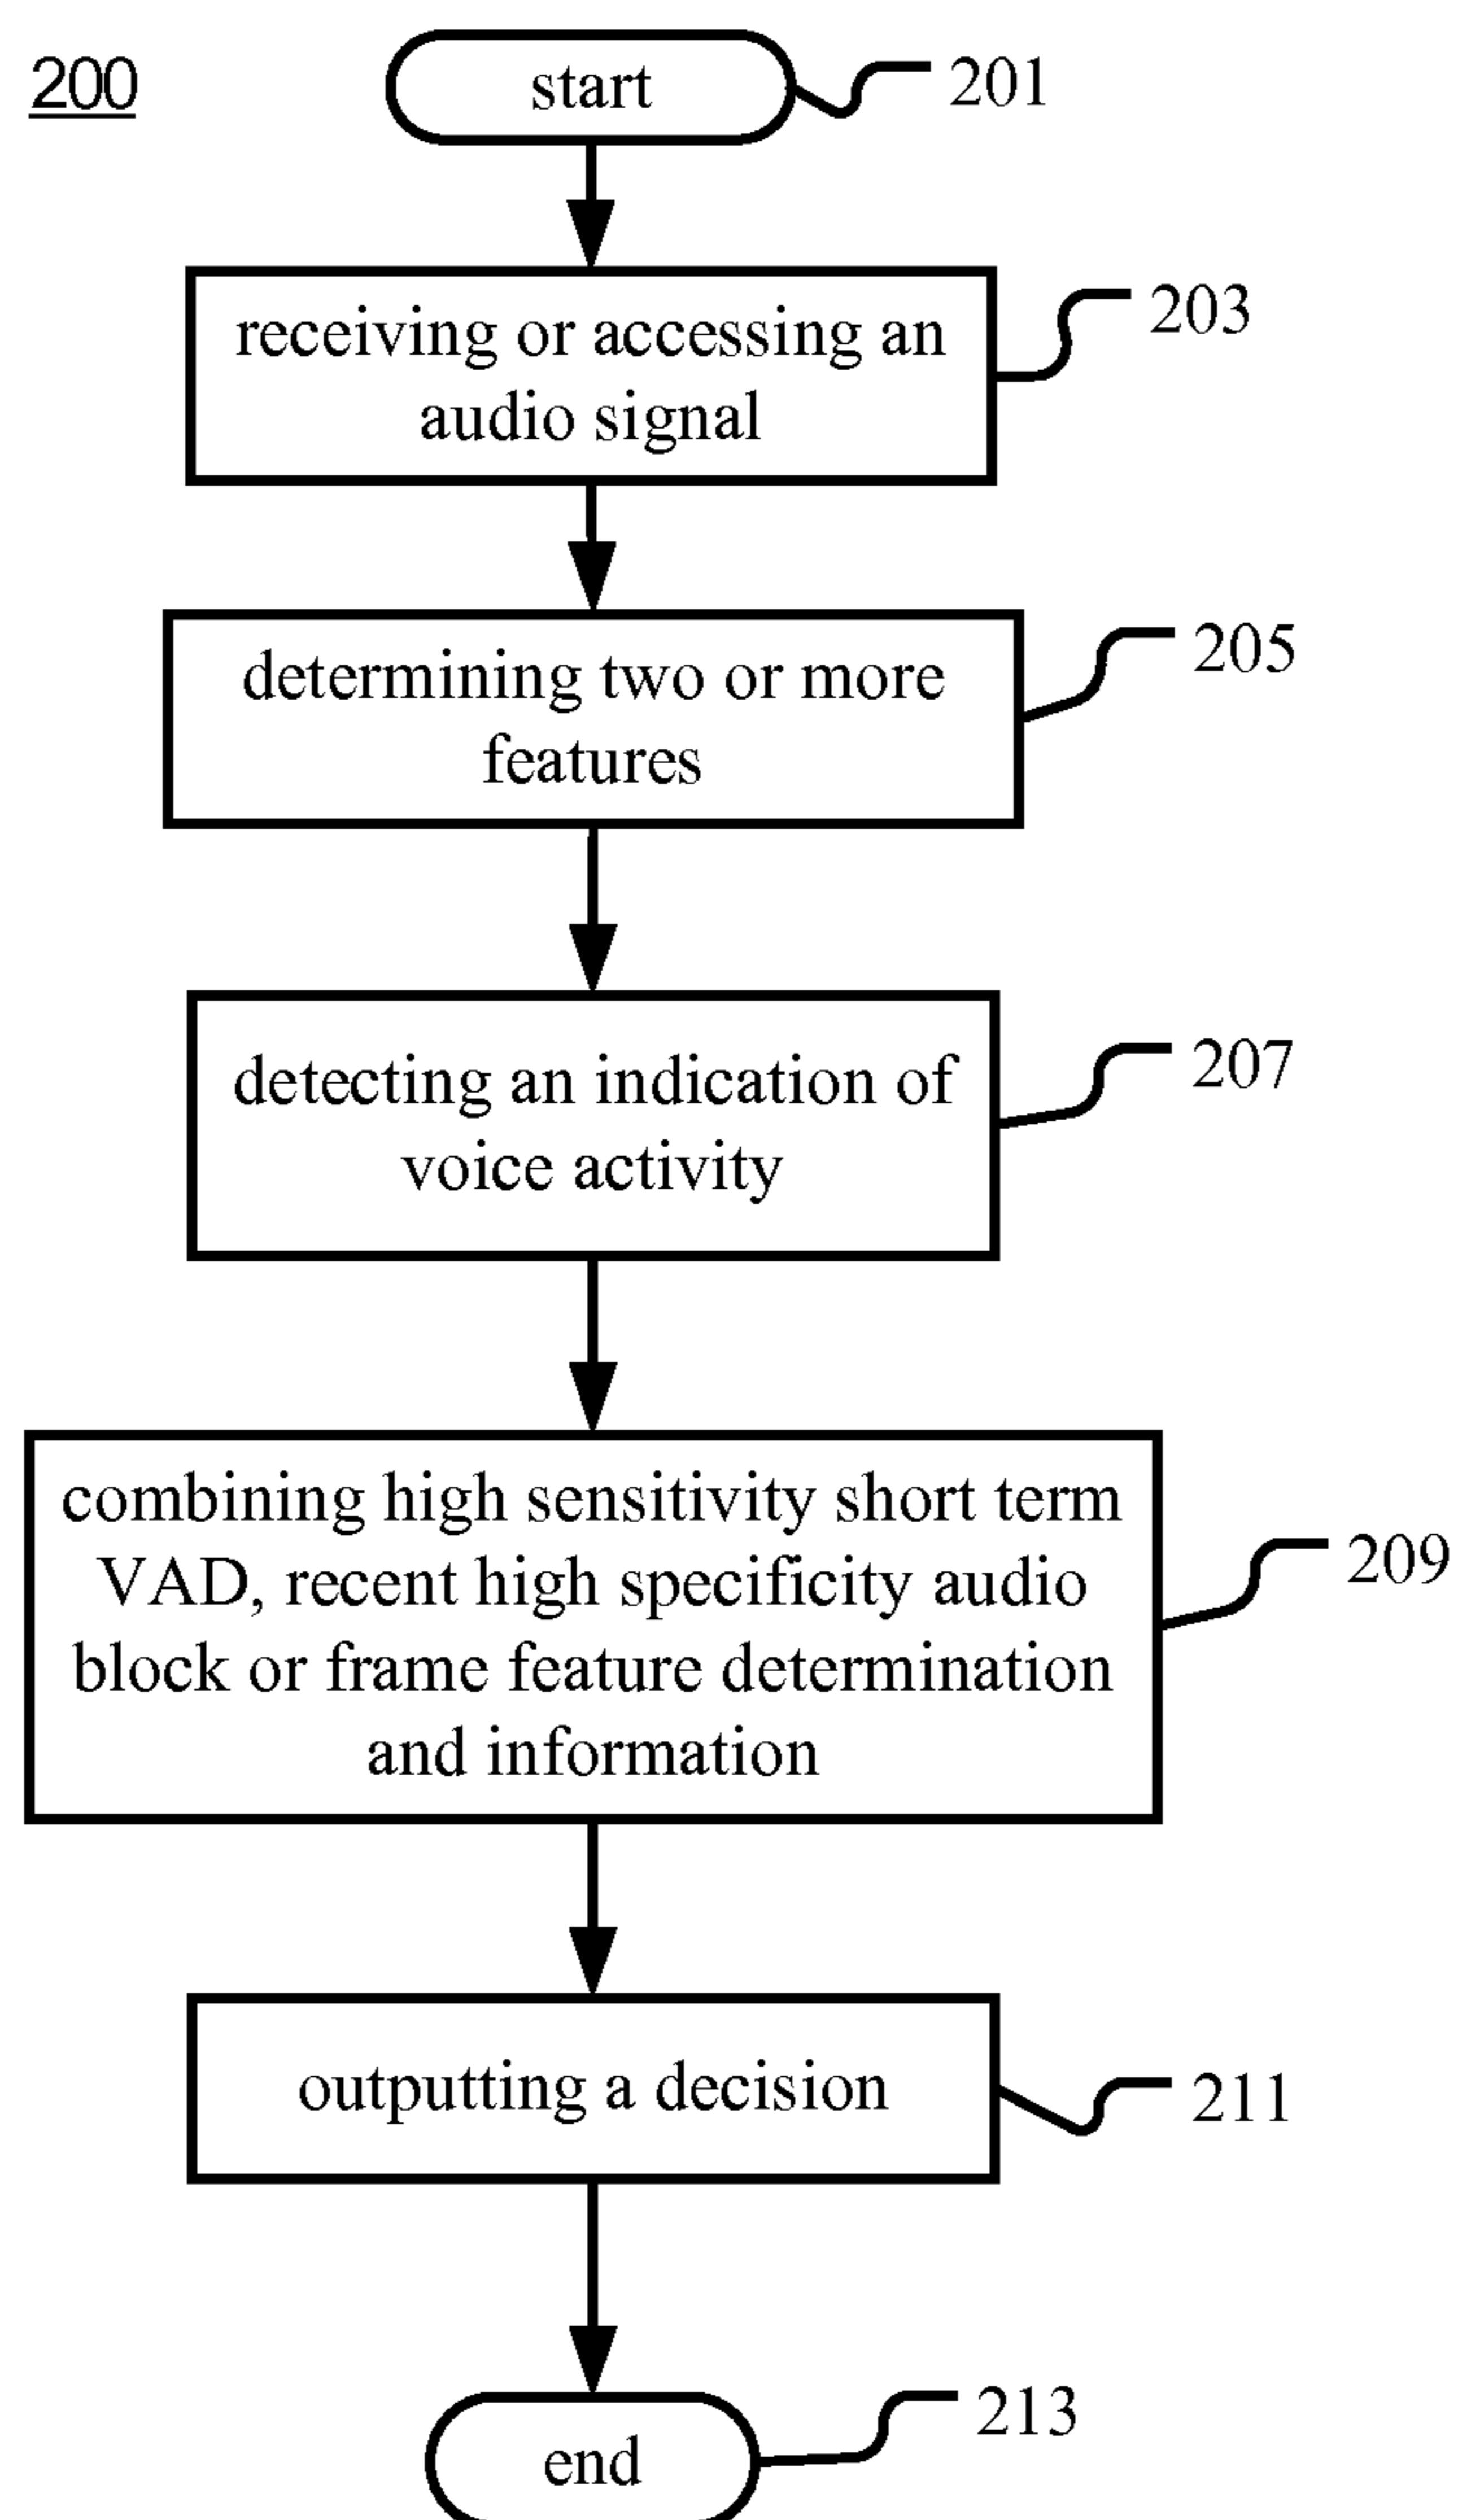 200
start
201
receiving or accessing an
audio signal
203
determining two or more
features
205
detecting an indication of
voice activity
207
combining high sensitivity short term
VAD, recent high specificity audio
block or frame feature determination
and information
209
outputting a decision
211
end
213